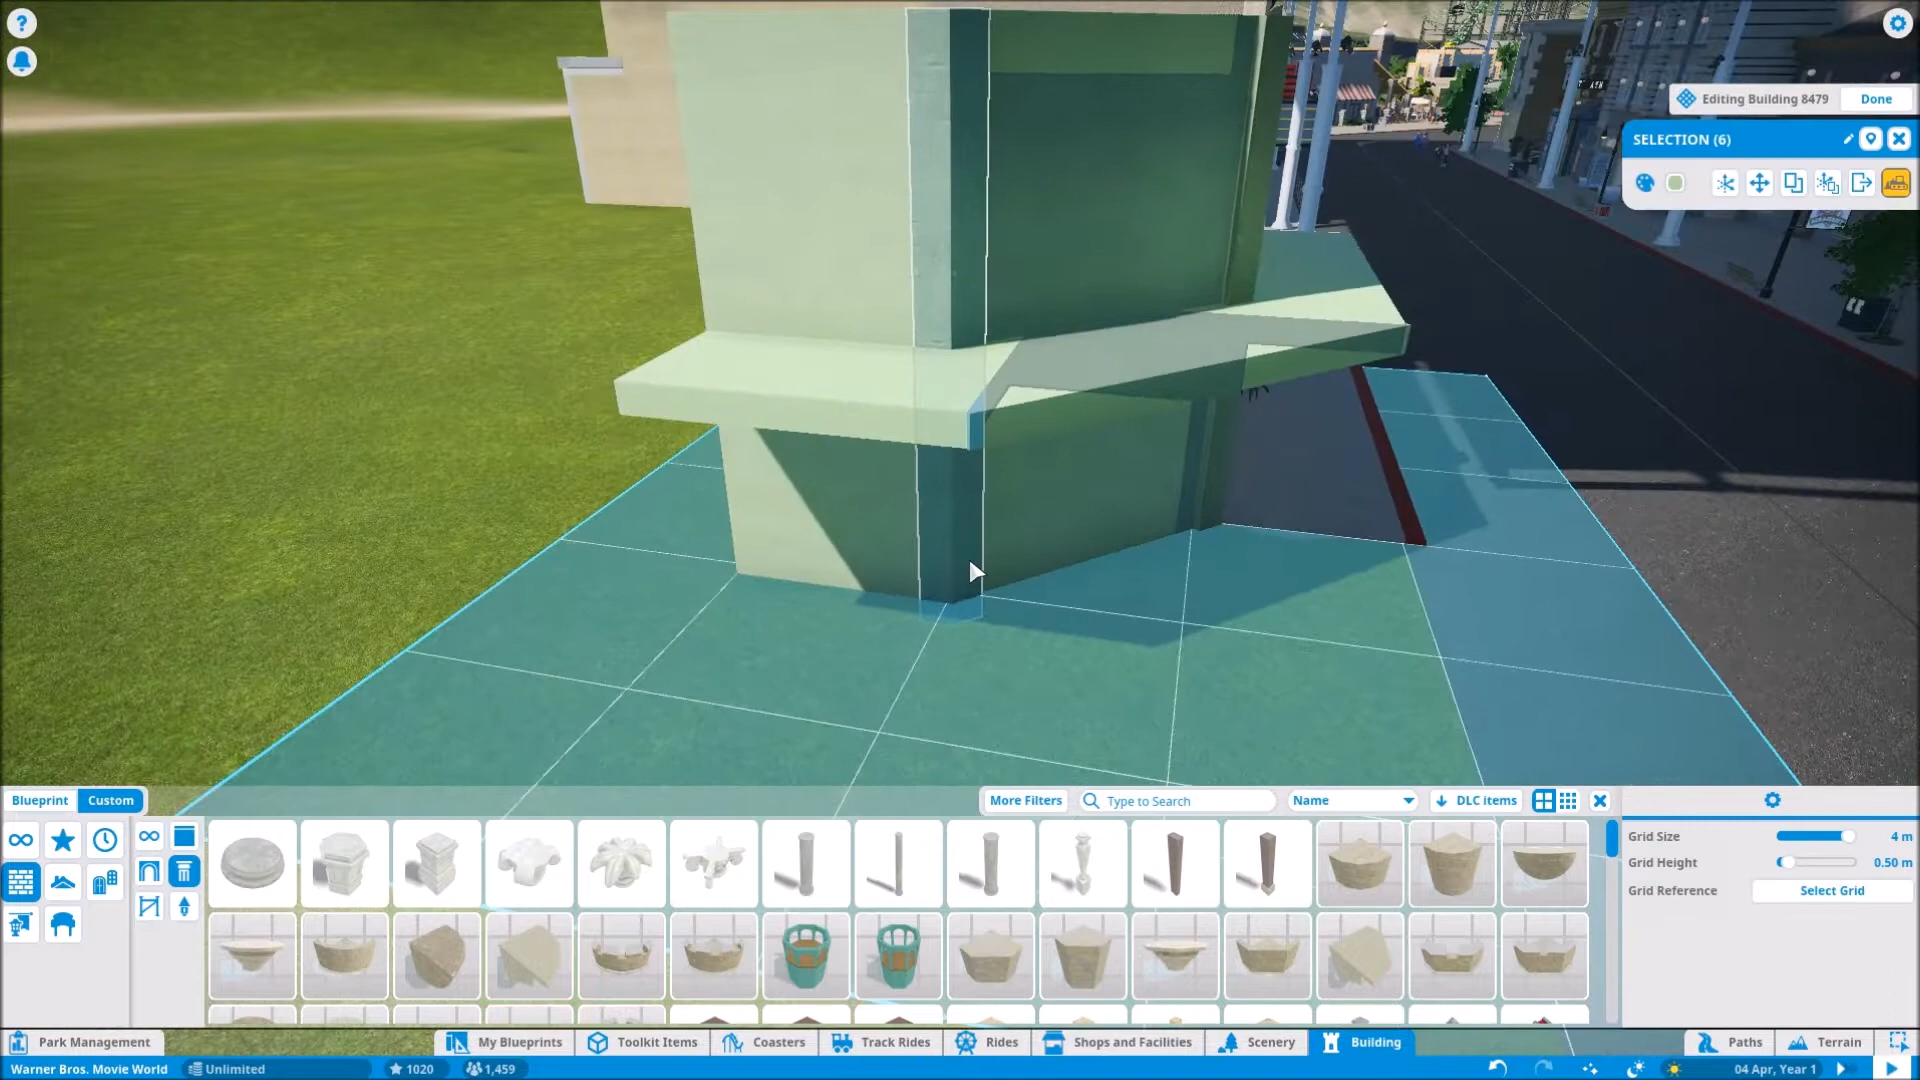 ?
Editing Building 8479
Done
SELECTION (6)
Blueprint
Custom
More Filters
Type to Search
Name
DLC items
Grid Size
4 m
Grid Height
0.50 m
Grid Reference
Select Grid
Park Management
My Blueprints
Toolkit Items
Coasters
Track Rides
Rides
Shops and Facilities
Scenery
Building
Paths
Terrain
Warner Bros. Movie World
Unlimited
1020
1,459
04 Apr, Year 1